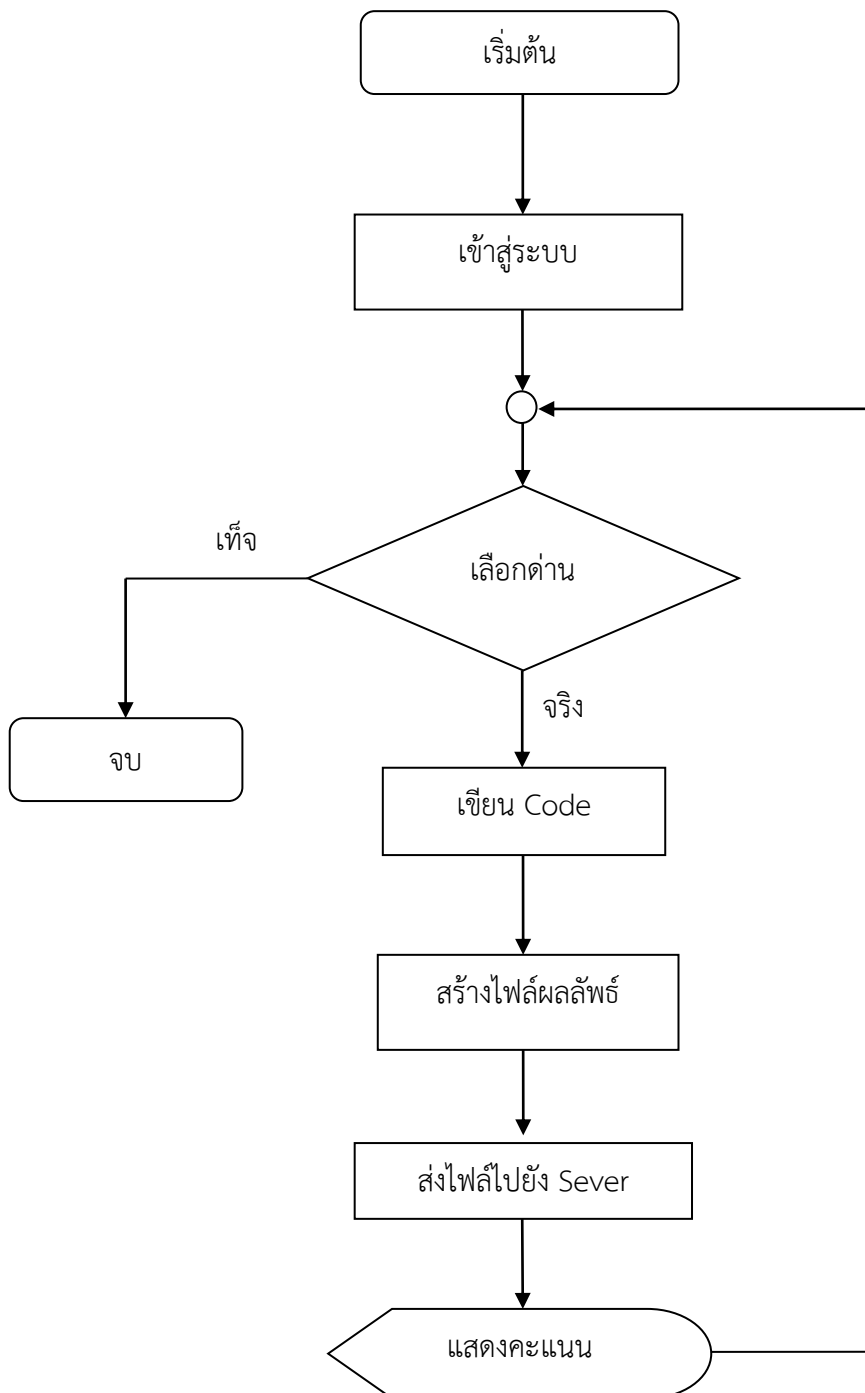 เริ่มต้น
เข้าสู่ระบบ
เลือกด่าน
เท็จ
จริง
จบ
เขียน Code
สร้างไฟล์ผลลัพธ์
ส่งไฟล์ไปยัง Sever
แสดงคะแนน